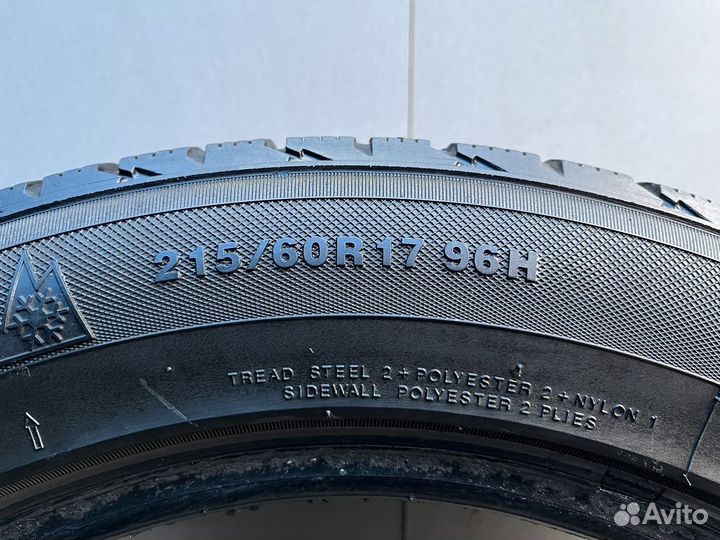 215/60R17 96H
TREAD STEEL 2+POLYESTER 2+NYLON 1
SIDEWALL POLYESTER 2 PLIES
Avito